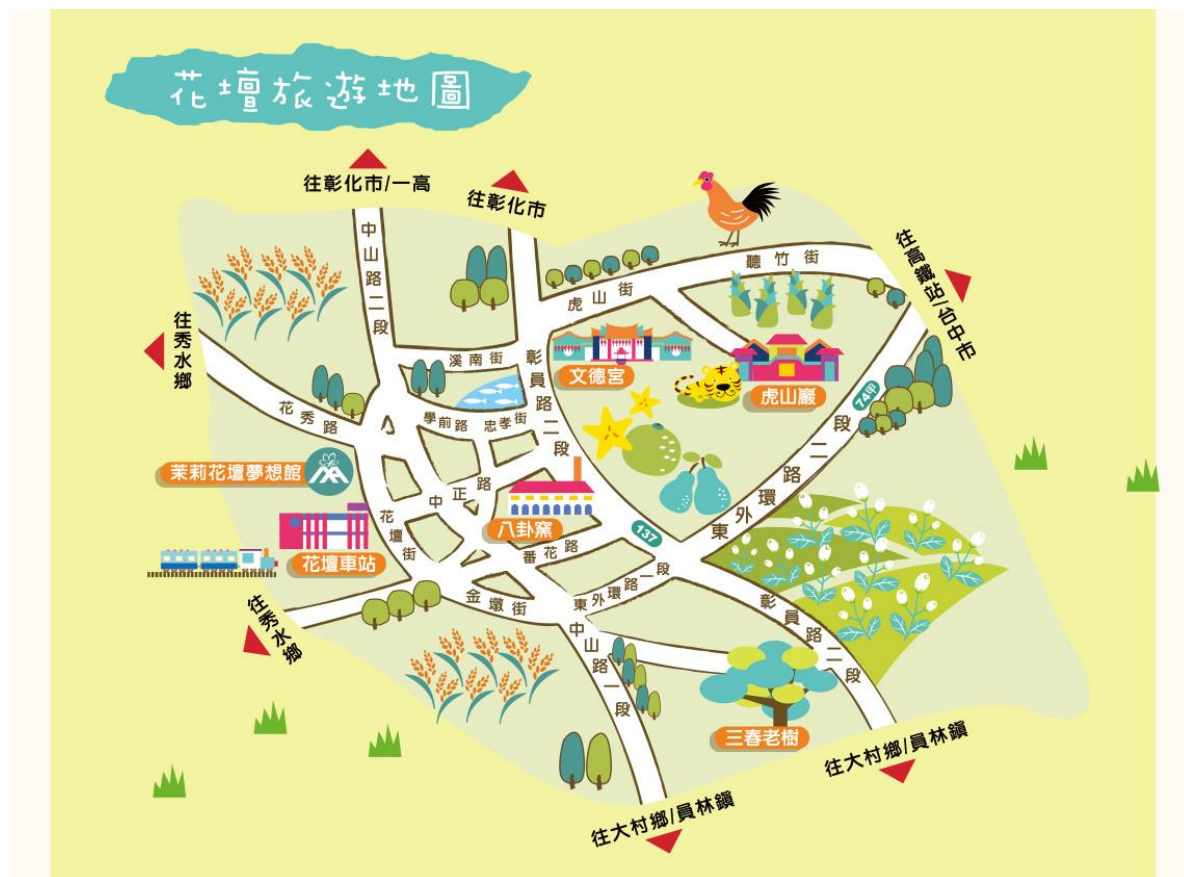 花壇旅遊地圖
往彰化市/一高
往彰化市
往高鐵站/台中市
往秀水鄉
中山路二段
聽竹街
虎山街
溪南街
彰員路二段
文德宮
虎山巖
74甲
花秀路
學前路
忠孝街
茉莉花壇夢想館
中正路
八卦窯
花壇街
花壇車站
番花路
137
東外環路二段
往秀水鄉
金墩街
東外環路一段
彰員路二段
中山路一段
三春老樹
往大村鄉/員林鎮
往大村鄉/員林鎮